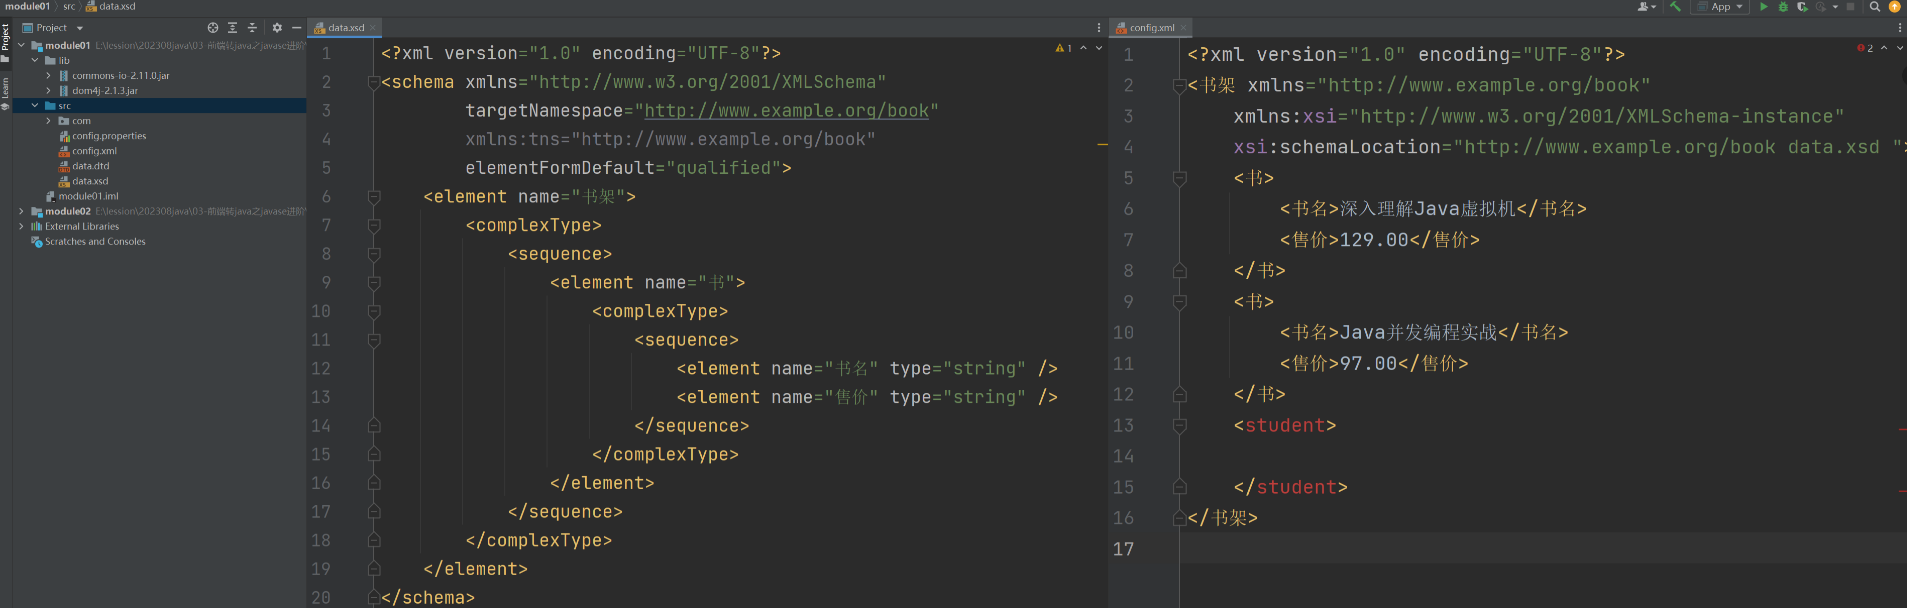 module01 src data.xsd
App
Project
Project
Learn
module01 E:\lession\202308java\03-前端转java之javase进阶
lib
commons-io-2.11.0.jar
dom4j-2.1.3.jar
src
com
config.properties
config.xml
data.dtd
data.xsd
module01.iml
module02 E:\lession\202308java\03-前端转java之javase进阶
External Libraries
Scratches and Consoles
data.xsd
1
1 <?xml version="1.0" encoding="UTF-8"?>
2 <schema xmlns="http://www.w3.org/2001/XMLSchema"
3 targetNamespace="http://www.example.org/book"
4 xmlns:tns="http://www.example.org/book"
5 elementFormDefault="qualified">
6 <element name="书架">
7 <complexType>
8 <sequence>
9 <element name="书">
10 <complexType>
11 <sequence>
12 <element name="书名" type="string" />
13 <element name="售价" type="string" />
14 </sequence>
15 </complexType>
16 </element>
17 </sequence>
18 </complexType>
19 </element>
20 </schema>
config.xml
2
1 <?xml version="1.0" encoding="UTF-8"?>
2 <书架 xmlns="http://www.example.org/book"
3 xmlns:xsi="http://www.w3.org/2001/XMLSchema-instance"
4 xsi:schemaLocation="http://www.example.org/book data.xsd ">
5 <书>
6 <书名>深入理解Java虚拟机</书名>
7 <售价>129.00</售价>
8 </书>
9 <书>
10 <书名>Java并发编程实战</书名>
11 <售价>97.00</售价>
12 </书>
13 <student>
14
15 </student>
16 </书架>
17